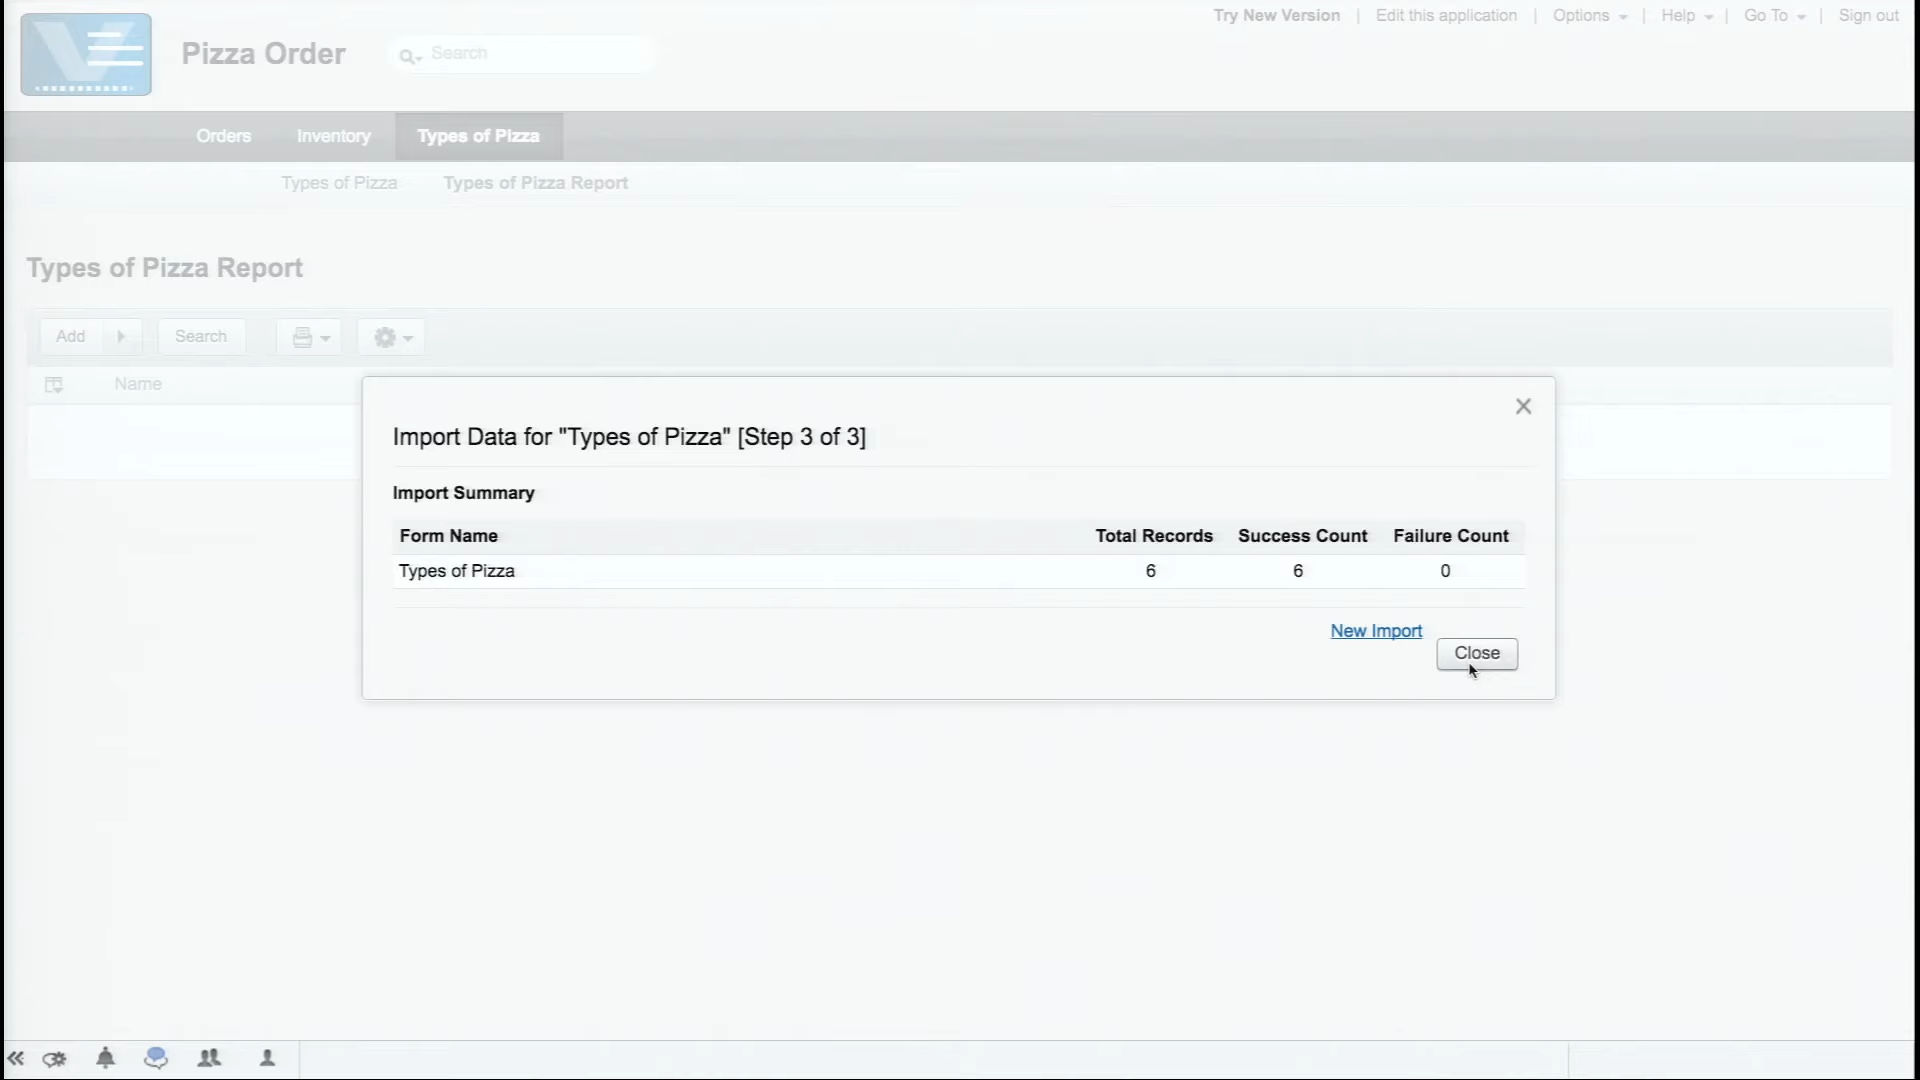 Try New Version | Edit this application | Options | Help | Go To | Sign out
Pizza Order
Search
Orders Inventory Types of Pizza
Types of Pizza Types of Pizza Report
Types of Pizza Report
Add Search
Name
Import Data for "Types of Pizza" [Step 3 of 3]
Import Summary
Form Name Total Records Success Count Failure Count
Types of Pizza 6 6 0
New Import
Close